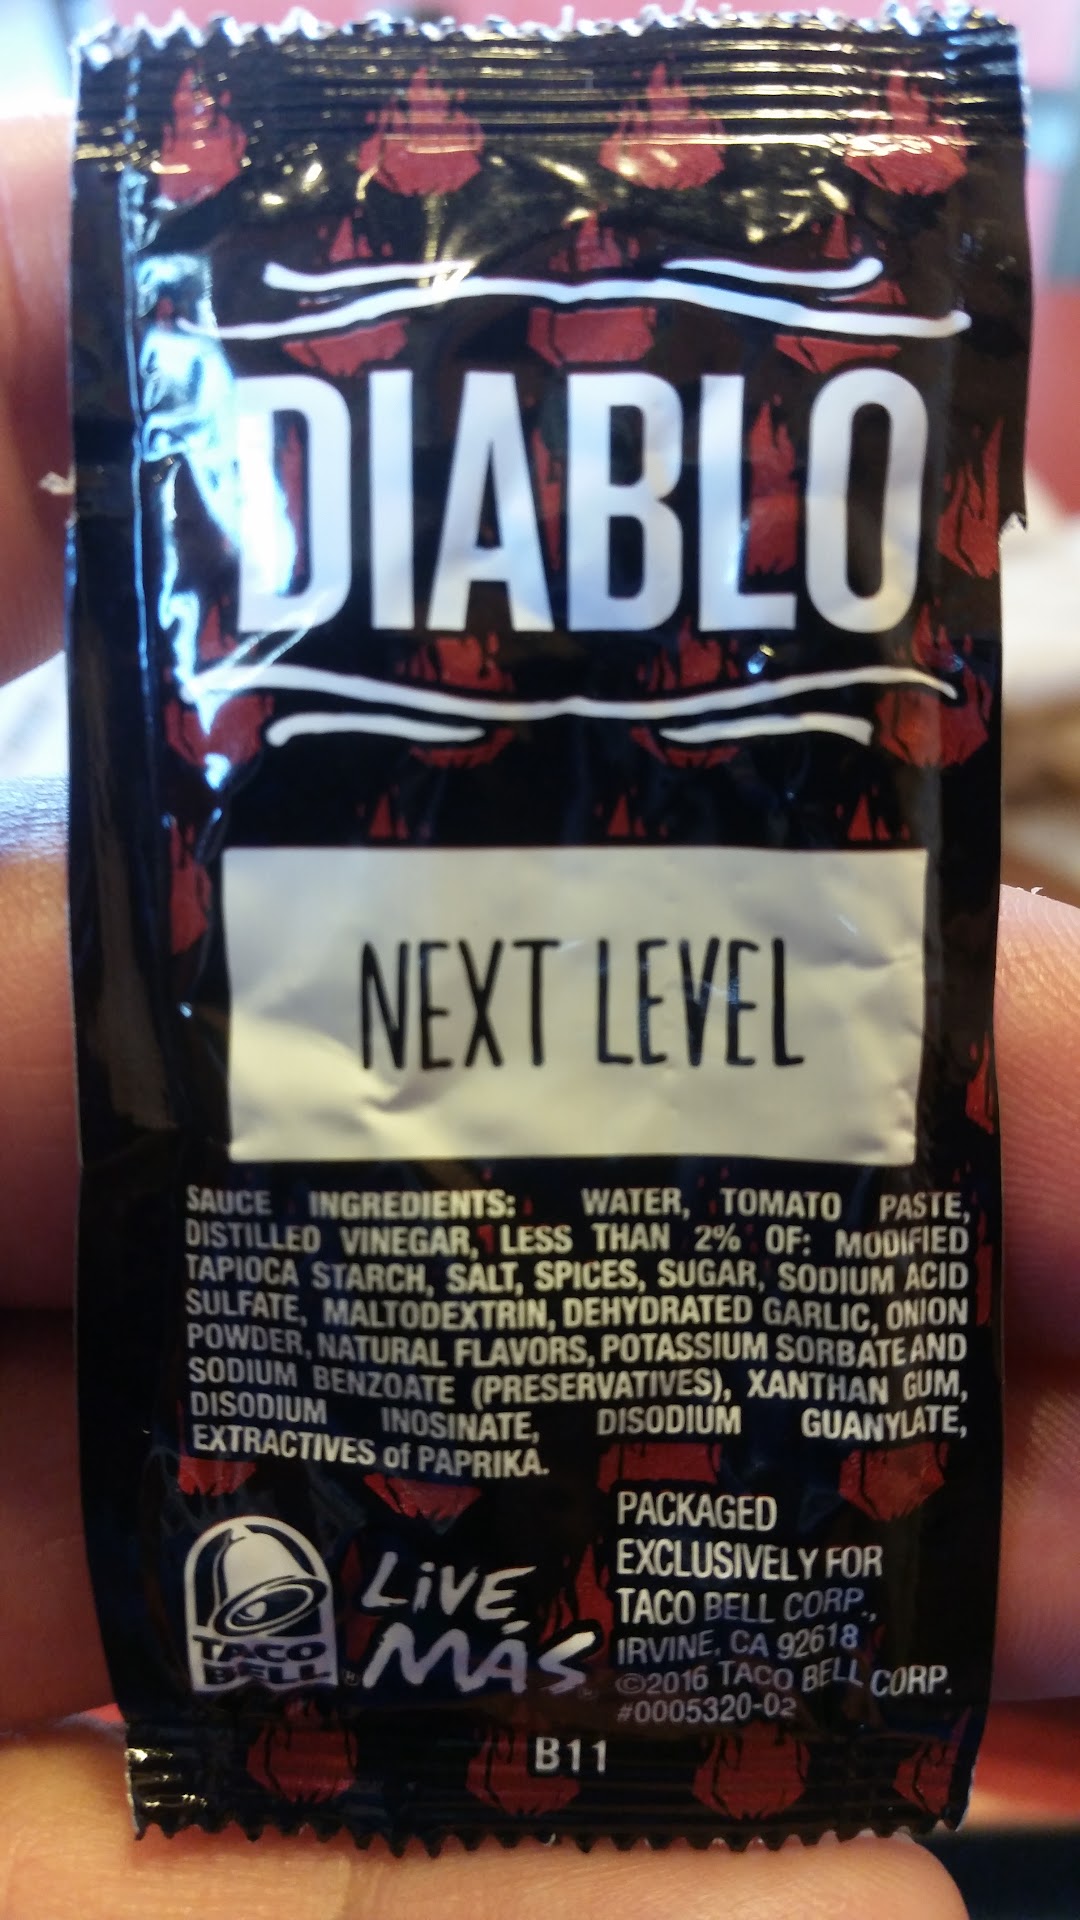 DIABLO
NEXT LEVEL
SAUCE INGREDIENTS: WATER, TOMATO PASTE,
DISTILLED VINEGAR, LESS THAN 2% OF: MODIFIED
TAPIOCA STARCH, SALT, SPICES, SUGAR, SODIUM ACID
SULFATE, MALTODEXTRIN, DEHYDRATED GARLIC, ONION
POWDER, NATURAL FLAVORS, POTASSIUM SORBATE AND
SODIUM BENZOATE (PRESERVATIVES), XANTHAN GUM,
DISODIUM INOSINATE, DISODIUM GUANYLATE,
EXTRACTIVES of PAPRIKA.
TACO
BELL®
LiVE
MÁS
PACKAGED
EXCLUSIVELY FOR
TACO BELL CORP.,
IRVINE, CA 92618
©2016 TACO BELL CORP.
#0005320-02
B11